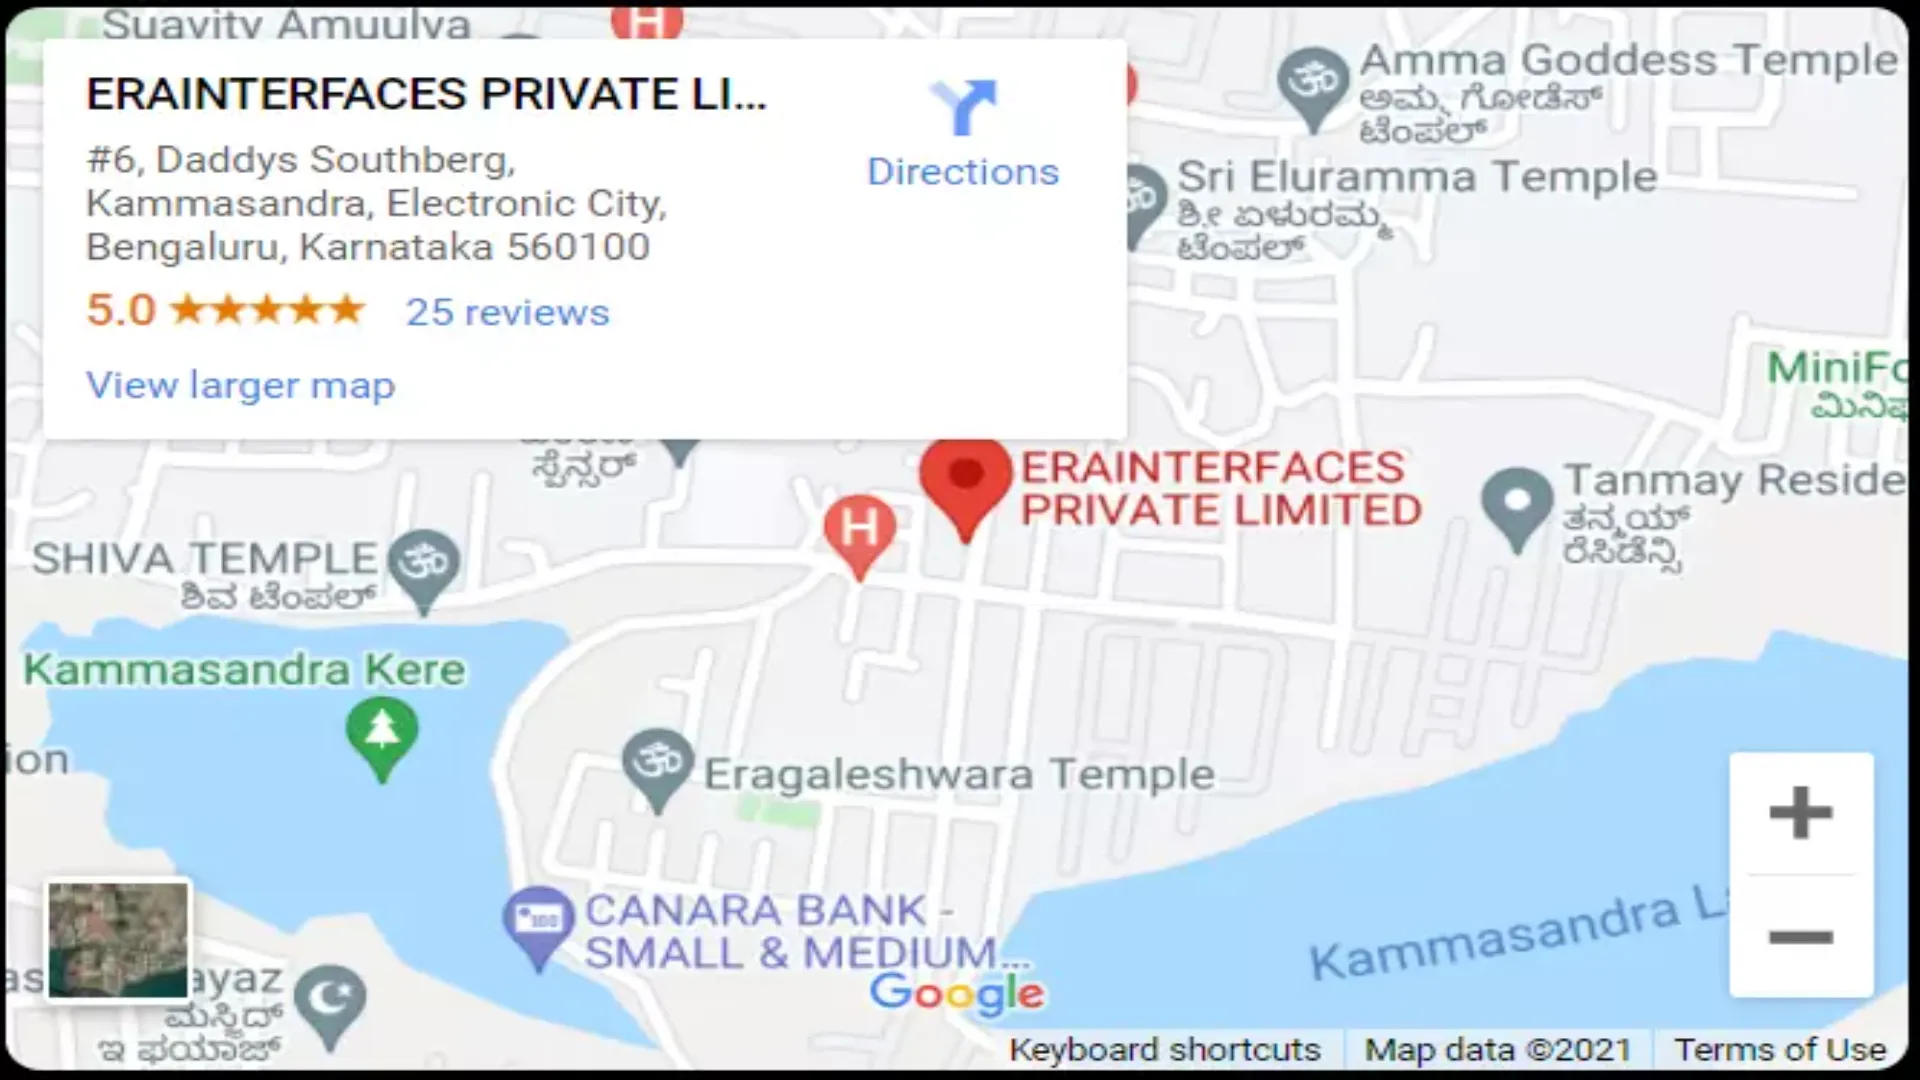 Suavity Amuulya
H
ERAINTERFACES PRIVATE LI...
#6, Daddys Southberg,
Kammasandra, Electronic City,
Bengaluru, Karnataka 560100
5.0
25 reviews
View larger map
Directions
Amma Goddess Temple
ಅಮ್ಮ ಗೋಡೆಸ್
ಟೆಂಪಲ್
Sri Eluramma Temple
ಶ್ರೀ ಏಳುರಮ್ಮ
ಟೆಂಪಲ್
MiniFo
ಮಿನಿಫ
ಸ್ಪೆನ್ಸರ್
ERAINTERFACES
PRIVATE LIMITED
H
Tanmay Reside
ತನ್ಮಯ್
ರೆಸಿಡೆನ್ಸಿ
SHIVA TEMPLE
ಶಿವ ಟೆಂಪಲ್
Kammasandra Kere
ion
Eragaleshwara Temple
CANARA BANK -
SMALL & MEDIUM...
Kammasandra La
as
ayaz
ಮಸ್ಜಿದ್
ಇ ಫಯಾಜ್
Google
Keyboard shortcuts
Map data ©2021
Terms of Use